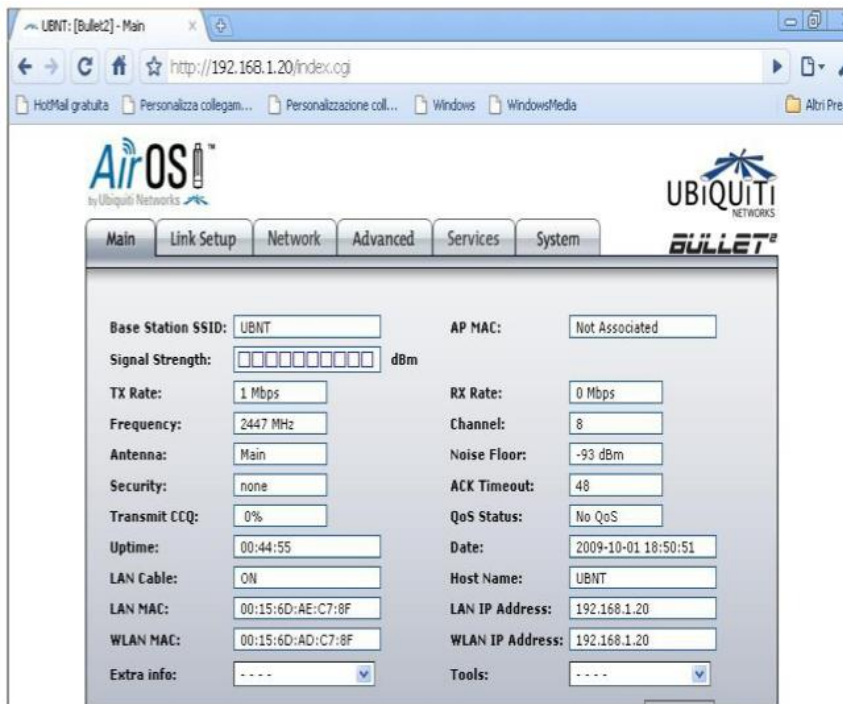 UBNT: [Bullet2] - Main
http://192.168.1.20/index.cgi
HotMail gratuita Personalizza collegam... Personalizzazione coll... Windows WindowsMedia Altri Pre
AirOS™
by Ubiquiti Networks
UBiQUiTi
NETWORKS
Main Link Setup Network Advanced Services System BULLET²
Base Station SSID: UBNT AP MAC: Not Associated
Signal Strength: dBm
TX Rate: 1 Mbps RX Rate: 0 Mbps
Frequency: 2447 MHz Channel: 8
Antenna: Main Noise Floor: -93 dBm
Security: none ACK Timeout: 48
Transmit CCQ: 0% QoS Status: No QoS
Uptime: 00:44:55 Date: 2009-10-01 18:50:51
LAN Cable: ON Host Name: UBNT
LAN MAC: 00:15:6D:AE:C7:8F LAN IP Address: 192.168.1.20
WLAN MAC: 00:15:6D:AD:C7:8F WLAN IP Address: 192.168.1.20
Extra info: - - - - Tools: - - - -